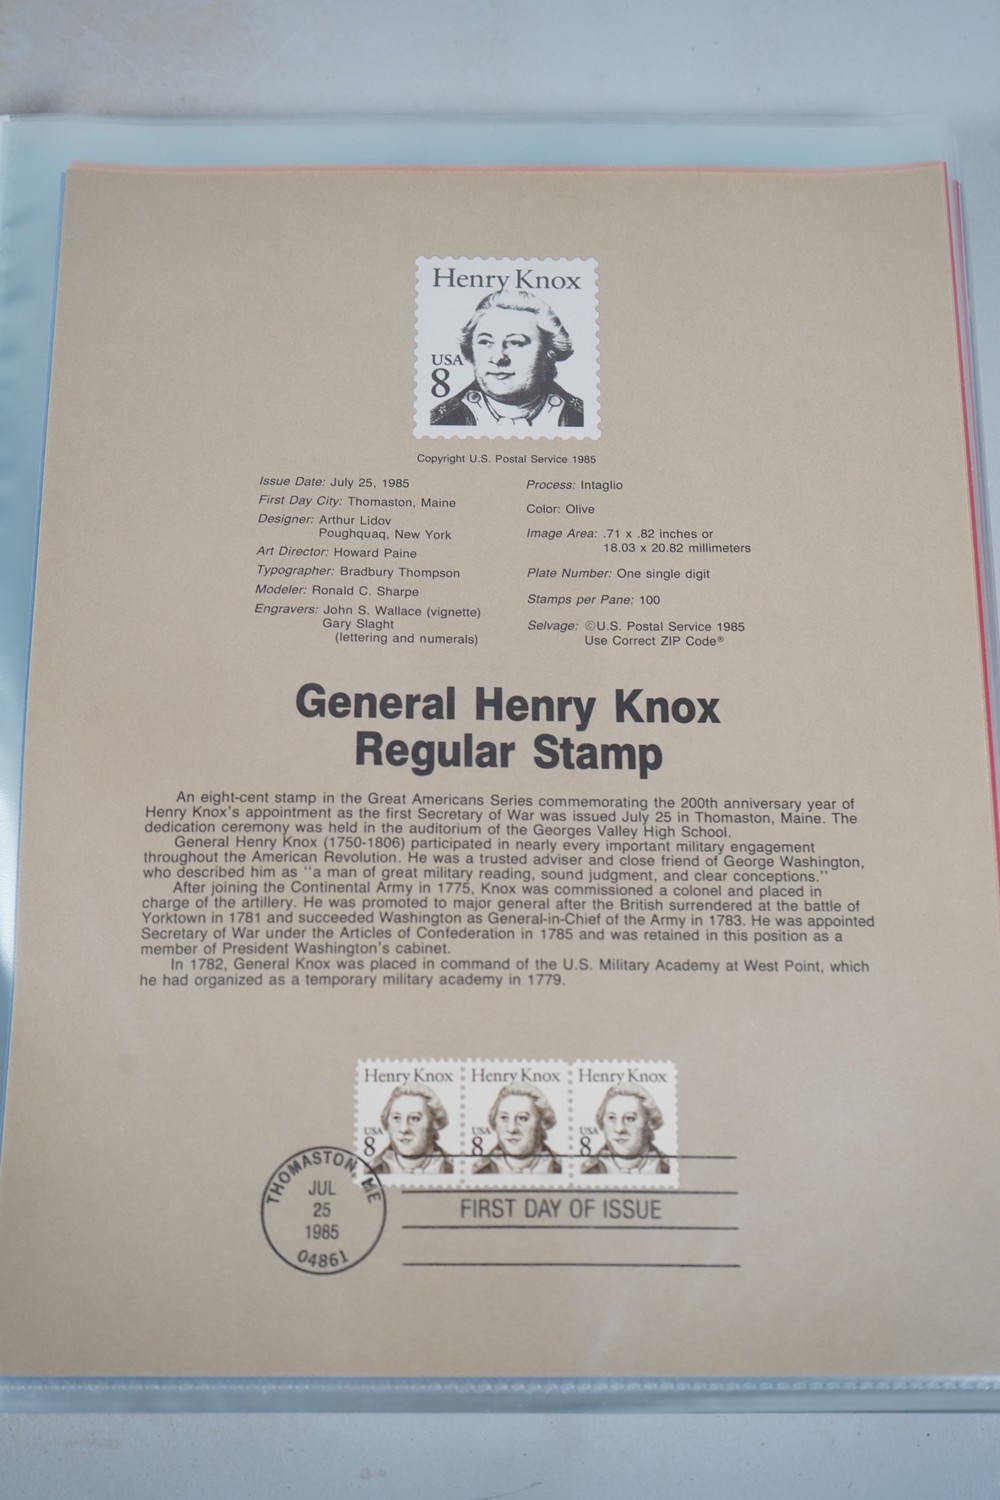 Henry Knox
USA
8
Copyright U.S. Postal Service 1985
Issue Date: July 25, 1985
First Day City: Thomaston, Maine
Designer: Arthur Lidov
Poughquaq, New York
Art Director: Howard Paine
Typographer: Bradbury Thompson
Modeler: Ronald C. Sharpe
Engravers: John S. Wallace (vignette)
Gary Slaght
(lettering and numerals)
Process: Intaglio
Color: Olive
Image Area: .71 x .82 inches or
18.03 x 20.82 millimeters
Plate Number: One single digit
Stamps per Pane: 100
Selvage: ©U.S. Postal Service 1985
Use Correct ZIP Code®
General Henry Knox
Regular Stamp
An eight-cent stamp in the Great Americans Series commemorating the 200th anniversary year of
Henry Knox's appointment as the first Secretary of War was issued July 25 in Thomaston, Maine. The
dedication ceremony was held in the auditorium of the Georges Valley High School.
General Henry Knox (1750-1806) participated in nearly every important military engagement
throughout the American Revolution. He was a trusted adviser and close friend of George Washington,
who described him as "a man of great military reading, sound judgment, and clear conceptions."
After joining the Continental Army in 1775, Knox was commissioned a colonel and placed in
charge of the artillery. He was promoted to major general after the British surrendered at the battle of
Yorktown in 1781 and succeeded Washington as General-in-Chief of the Army in 1783. He was appointed
Secretary of War under the Articles of Confederation in 1785 and was retained in this position as a
member of President Washington's cabinet.
In 1782, General Knox was placed in command of the U.S. Military Academy at West Point, which
he had organized as a temporary military academy in 1779.
Henry Knox Henry Knox Henry Knox
USA USA USA
8 8 8
THOMASTON, ME
JUL
25
1985
04861
FIRST DAY OF ISSUE